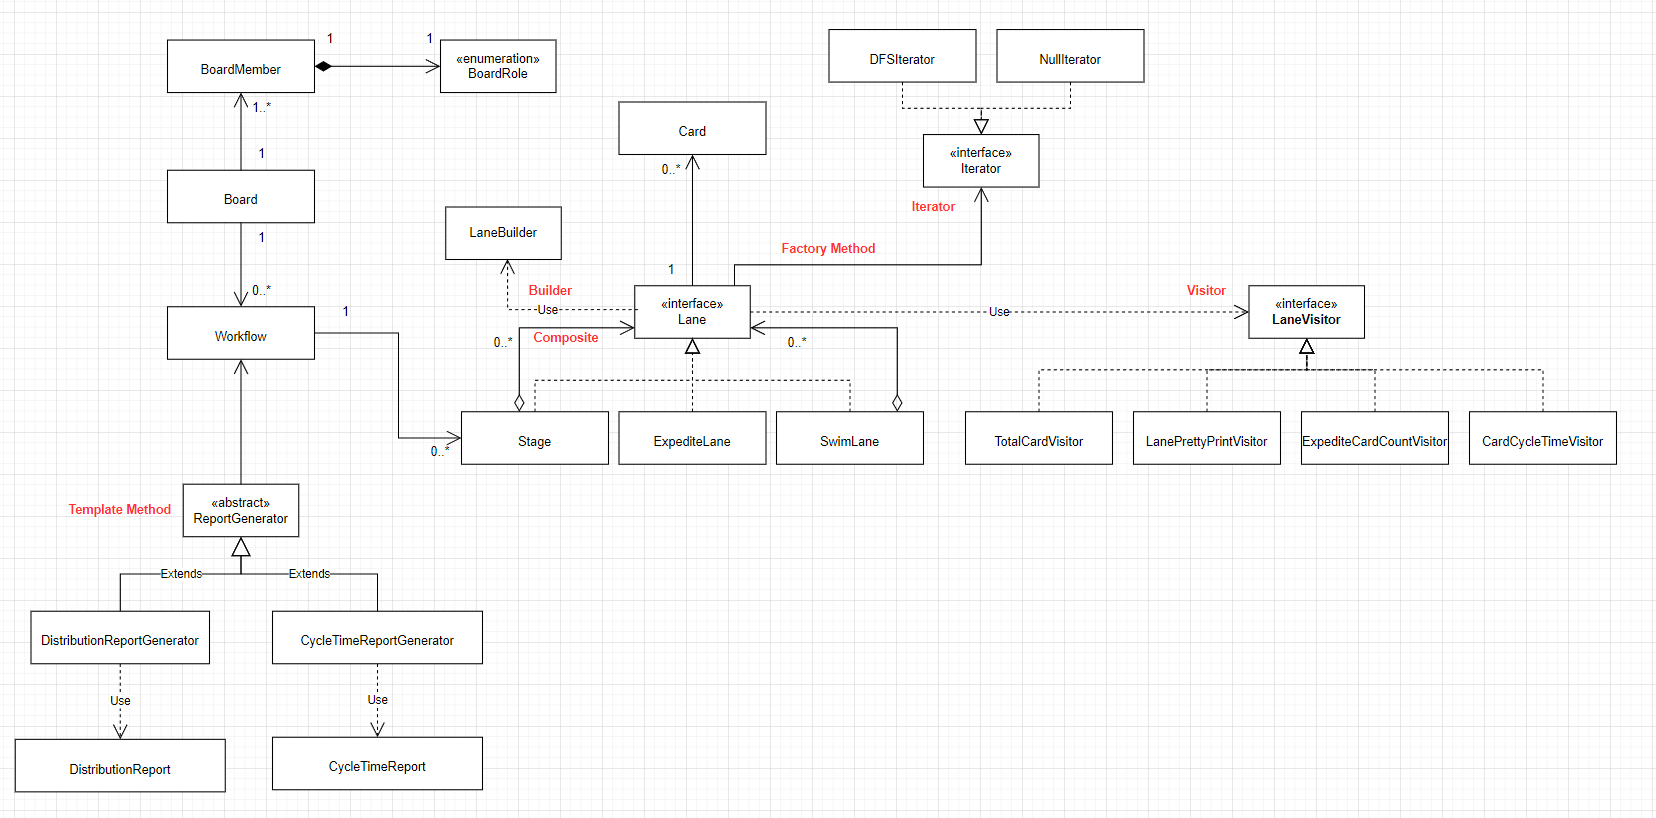 1
1
BoardMember
«enumeration»
BoardRole
DFSIterator
NullIterator
1..*
Card
1
0..*
«interface»
Iterator
Board
Iterator
1
LaneBuilder
Factory Method
1
0..*
Builder
Visitor
Use
«interface»
Lane
Use
«interface»
LaneVisitor
1
Workflow
0..*
Composite
0..*
0..*
Stage
ExpediteLane
SwimLane
TotalCardVisitor
LanePrettyPrintVisitor
ExpediteCardCountVisitor
CardCycleTimeVisitor
Template Method
«abstract»
ReportGenerator
Extends
Extends
DistributionReportGenerator
CycleTimeReportGenerator
Use
Use
DistributionReport
CycleTimeReport